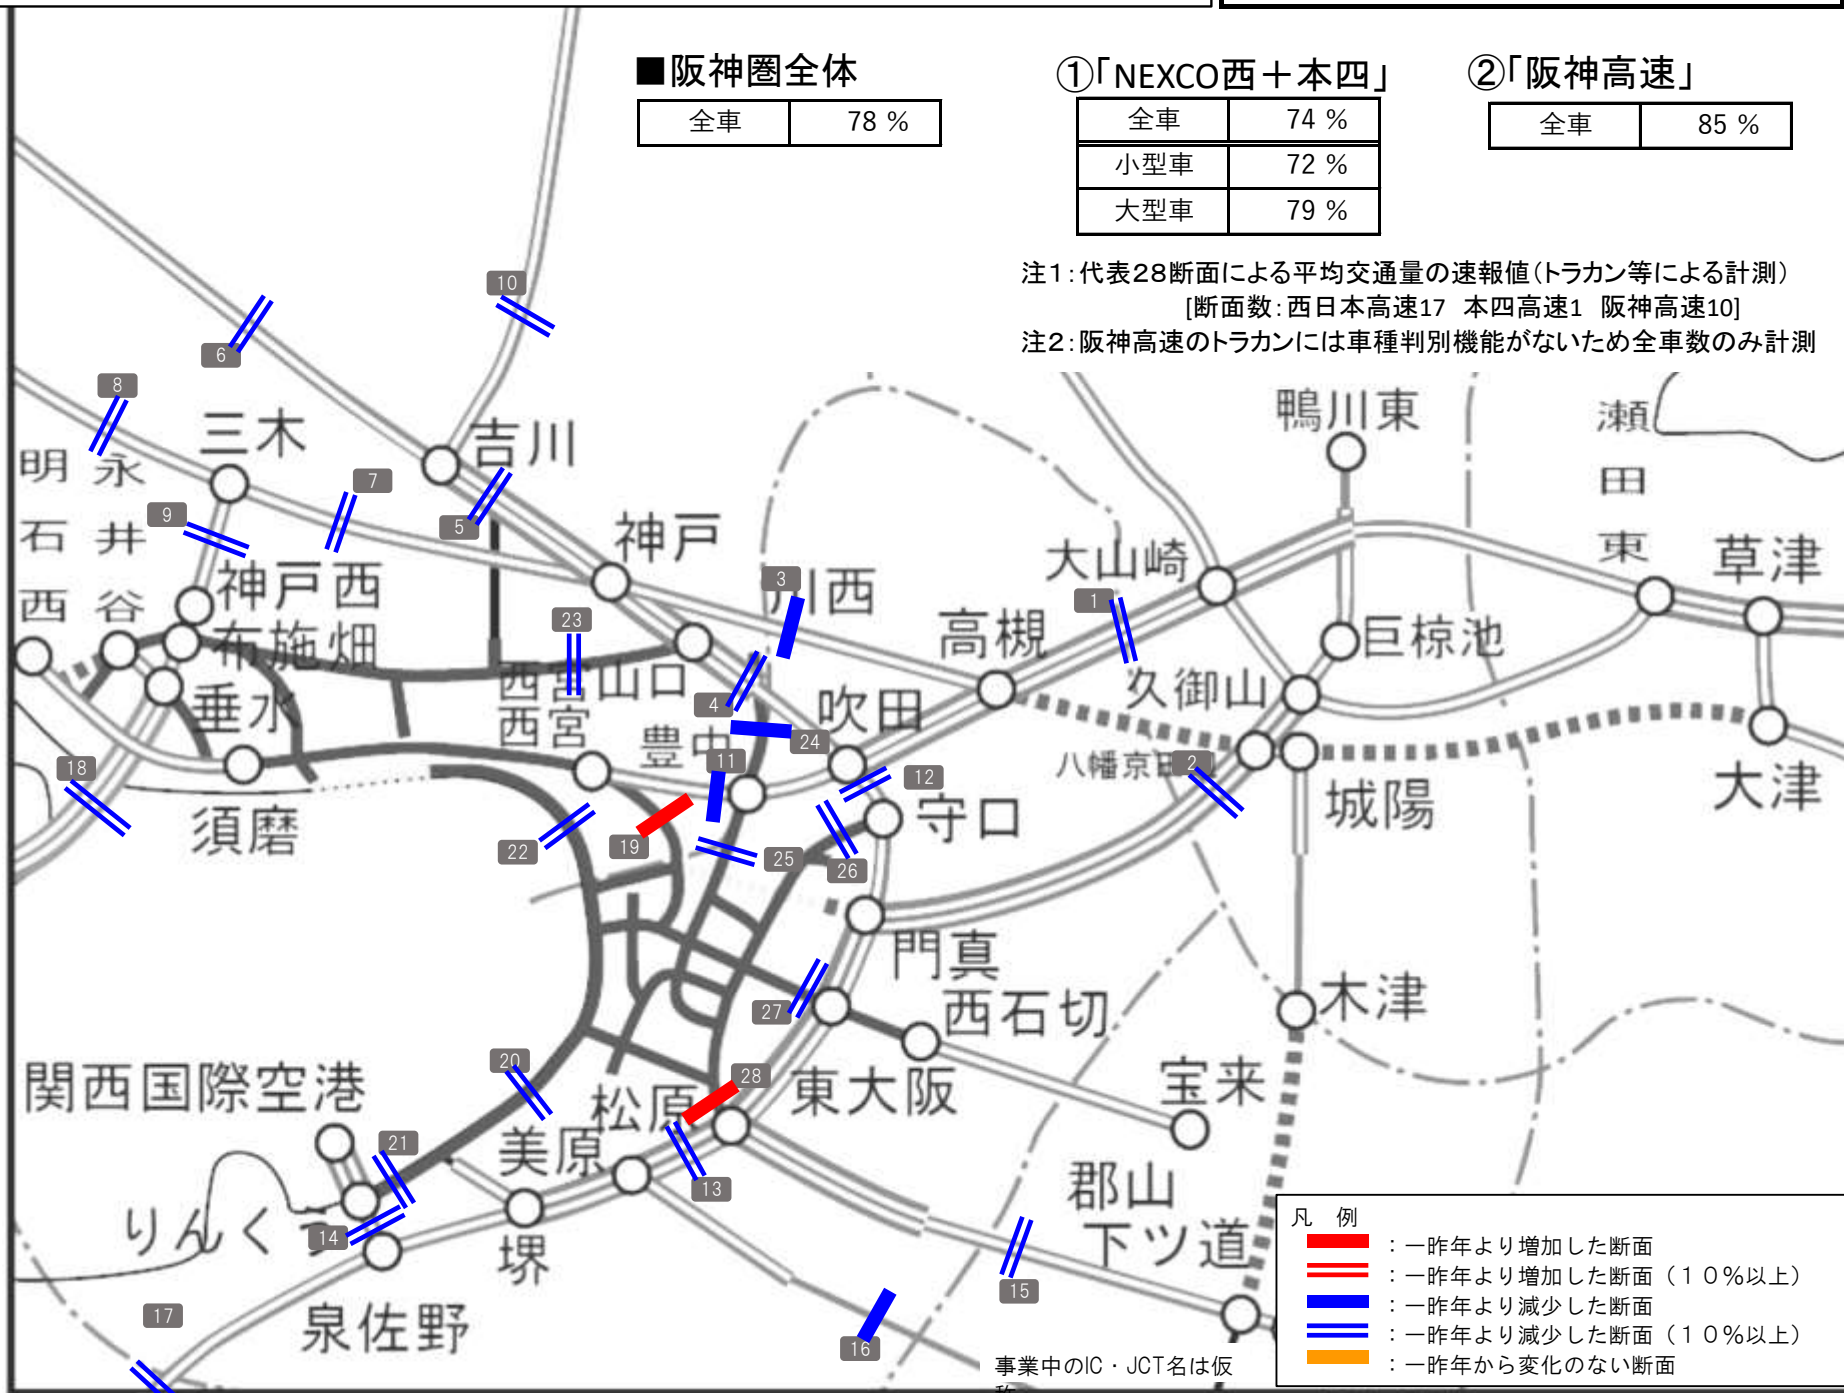 ■阪神圏全体
全車 78 %
①「NEXCO西＋本四」
全車 74 %
小型車 72 %
大型車 79 %
②「阪神高速」
全車 85 %
注1：代表28断面による平均交通量の速報値（トラカン等による計測）
[断面数：西日本高速17 本四高速1 阪神高速10]
注2：阪神高速のトラカンには車種判別機能がないため全車数のみ計測
10
6
8
三木
吉川
鴨川東
瀬田東
明石西
永井谷
7
9
5
神戸
大山崎
草津
神戸西
布施畑
3
川西
1
高槻
23
西宮山口
西宮
巨椋池
久御山
垂水
4
吹田
豊中
24
11
12
八幡京田
2
18
須磨
守口
城陽
大津
22
19
25
26
門真
27
西石切
木津
関西国際空港
20
松原
28
東大阪
宝来
21
美原
13
郡山
下ツ道
りんくう
14
堺
15
17
泉佐野
16
事業中のIC・JCT名は仮
称
凡 例
：一昨年より増加した断面
：一昨年より増加した断面（１０％以上）
：一昨年より減少した断面
：一昨年より減少した断面（１０％以上）
：一昨年から変化のない断面